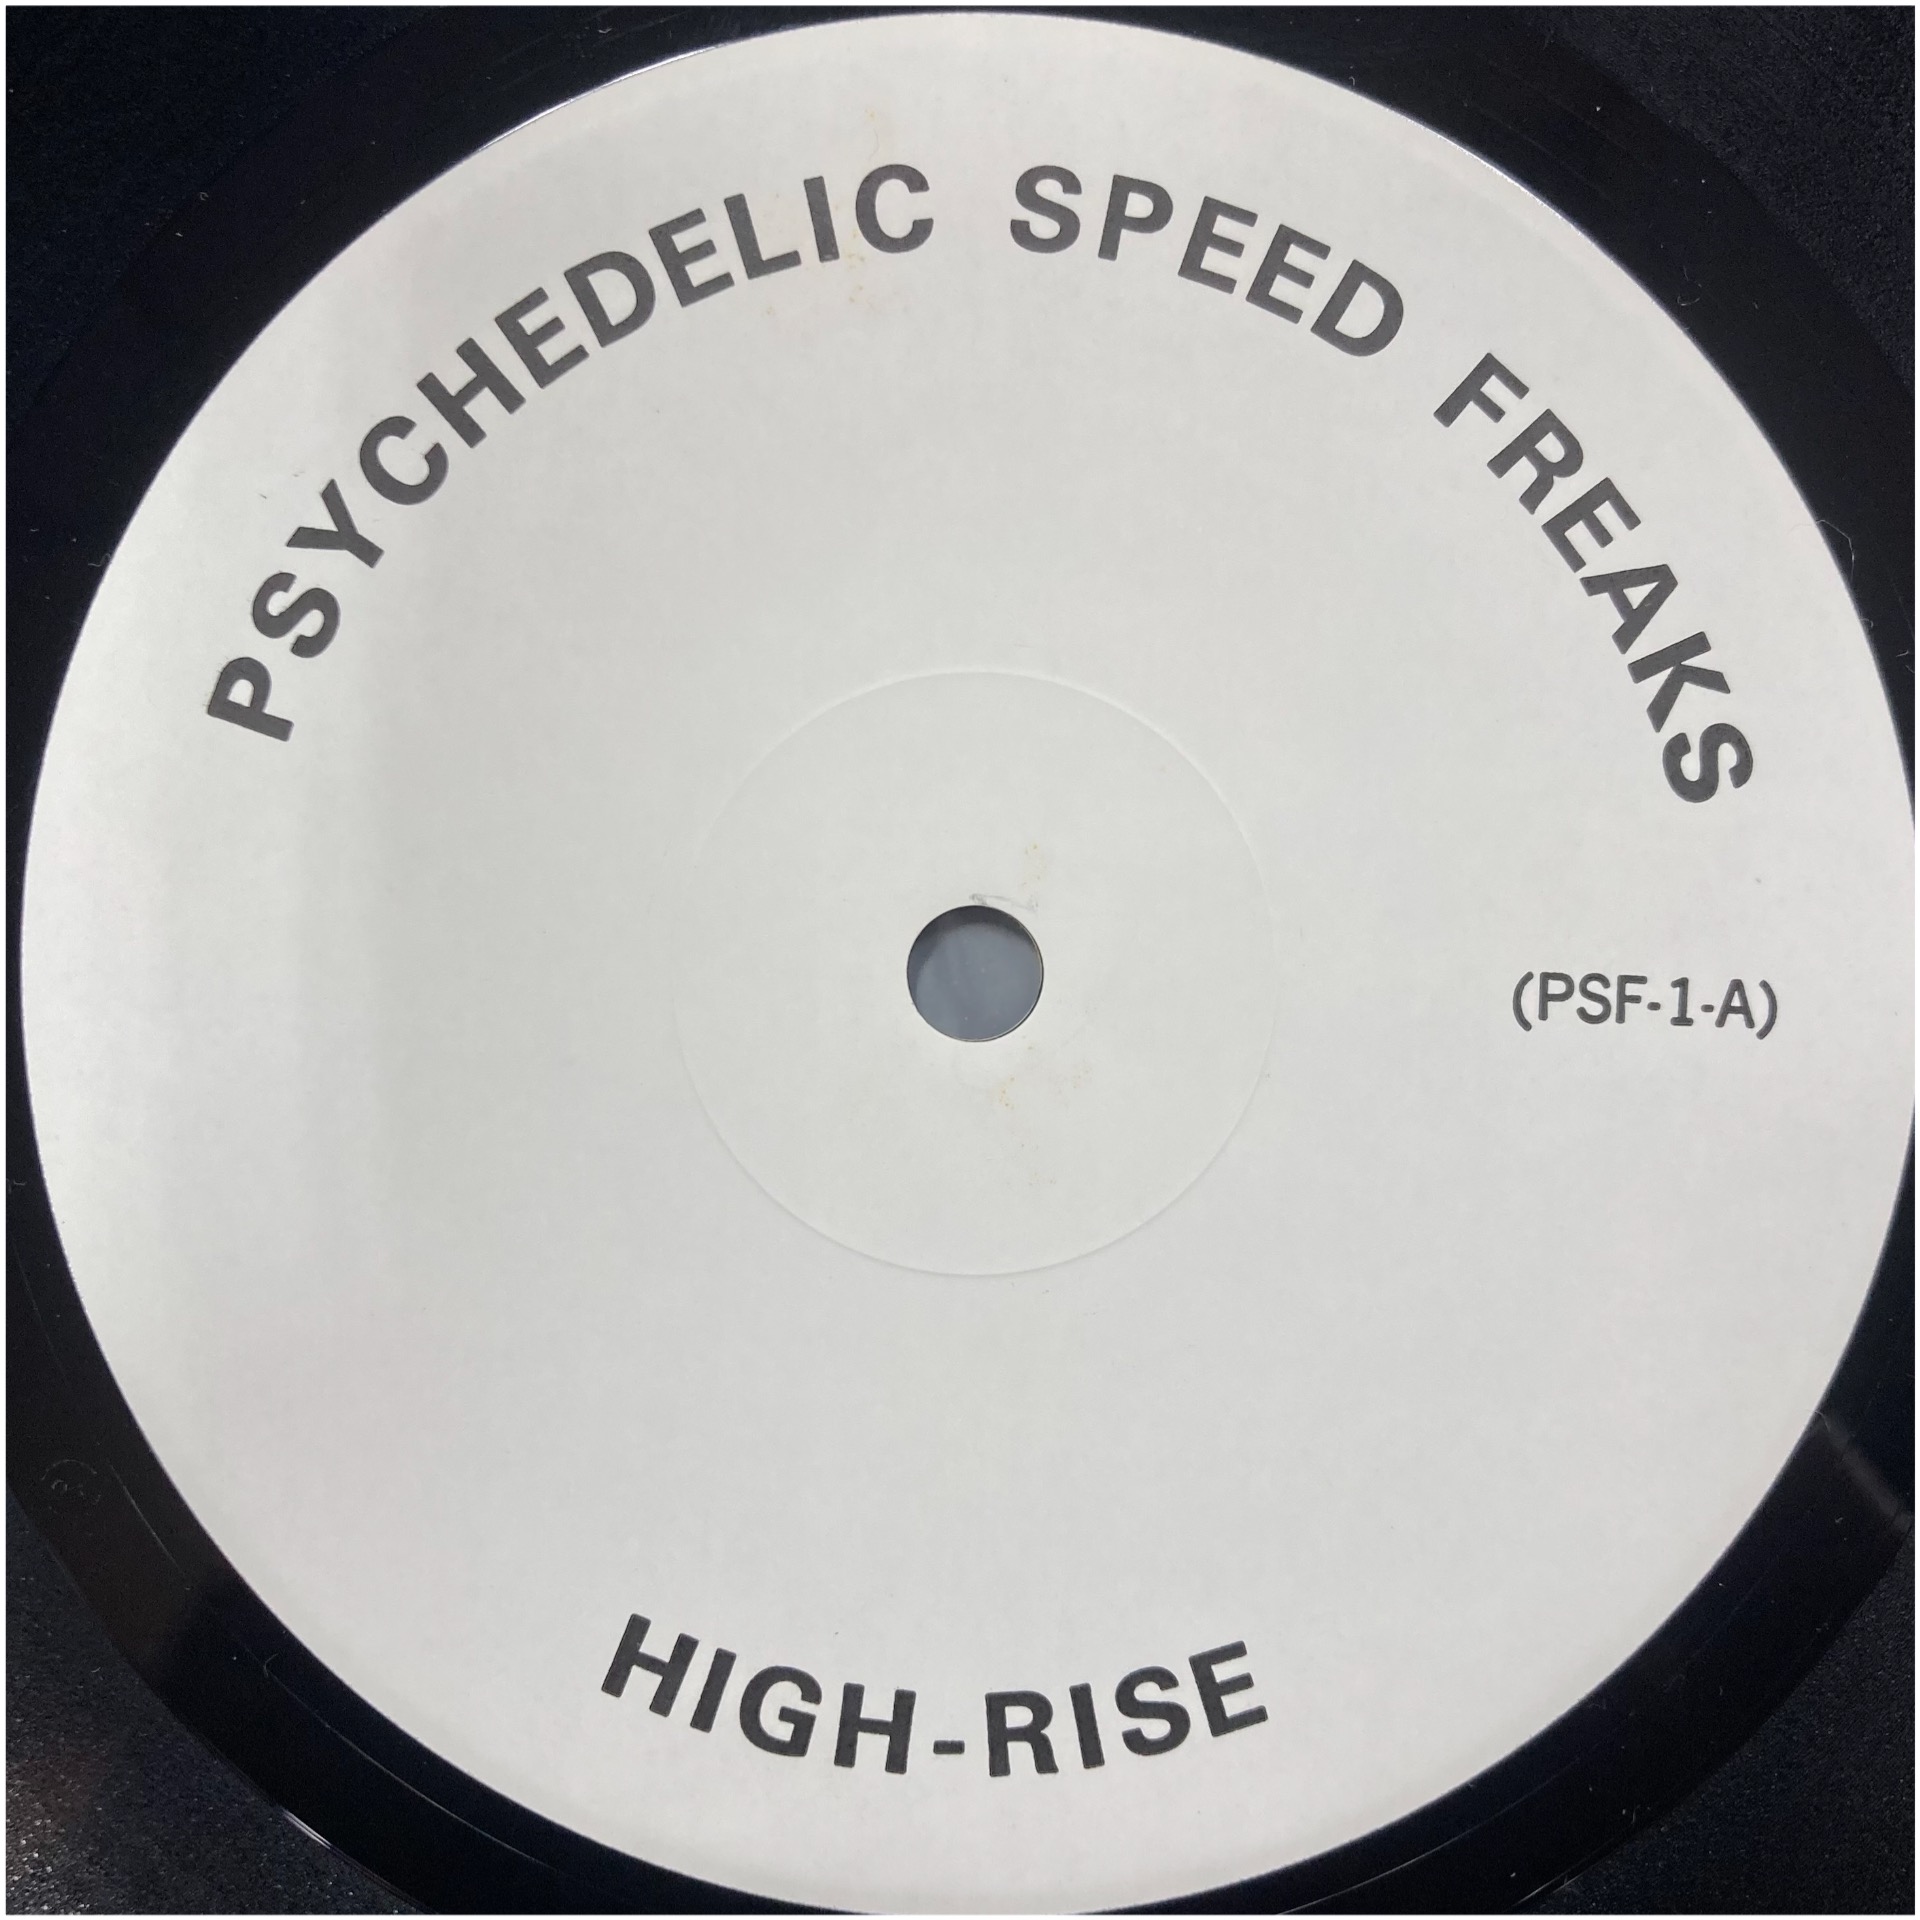 PSYCHEDELIC SPEED FREAKS
(PSF-1-A)
HIGH-RISE